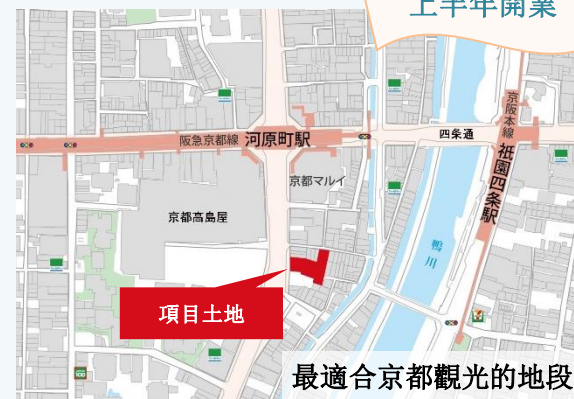 上半年開業
阪急京都線 河原町駅
四条通
京阪本線
祇園四条駅
京都マルイ
京都高島屋
鴨川
項目土地
最適合京都觀光的地段